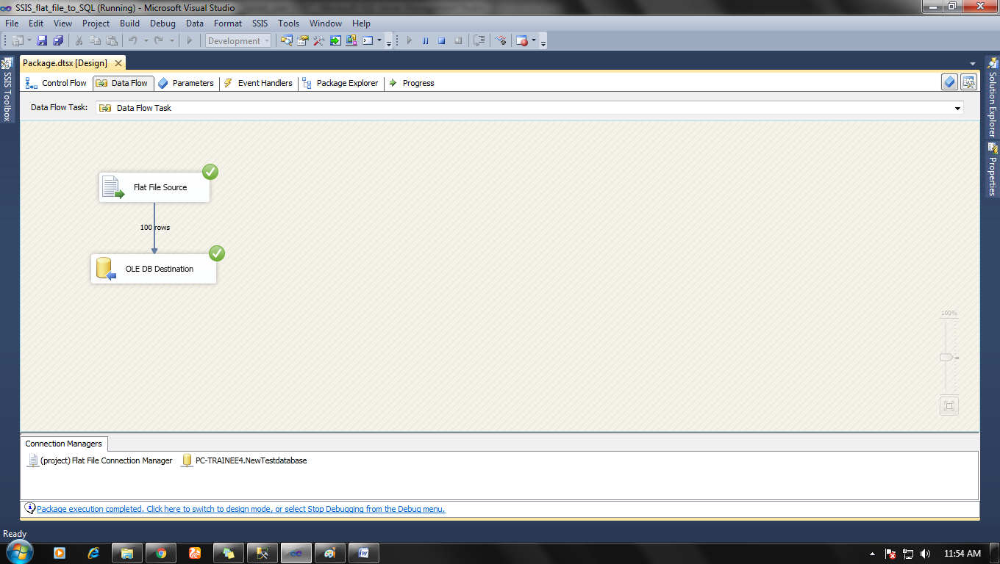 SSIS_flat_file_to_SQL (Running) - Microsoft Visual Studio
File Edit View Project Build Debug Data Format SSIS Tools Window Help
Development
Package.dtsx [Design]
SSIS Toolbox
Control Flow Data Flow Parameters Event Handlers Package Explorer Progress
Data Flow Task: Data Flow Task
Solution Explorer
Properties
Flat File Source
100 rows
OLE DB Destination
100%
Connection Managers
(project) Flat File Connection Manager PC-TRAINEE4.NewTestdatabase
Package execution completed. Click here to switch to design mode, or select Stop Debugging from the Debug menu.
Ready
11:54 AM